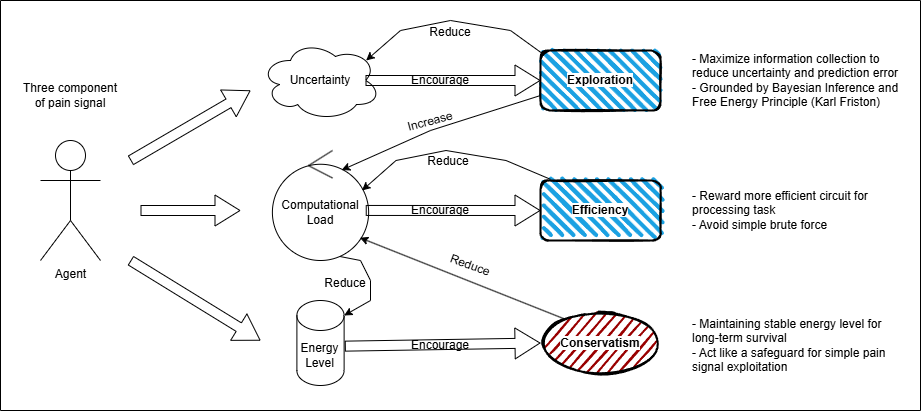 Three component
of pain signal
Agent
Uncertainty
Reduce
Encourage
Exploration
- Maximize information collection to
reduce uncertainty and prediction error
- Grounded by Bayesian Inference and
Free Energy Principle (Karl Friston)
Increase
Computational
Load
Reduce
Encourage
Efficiency
- Reward more efficient circuit for
processing task
- Avoid simple brute force
Reduce
Reduce
Energy
Level
Encourage
Conservatism
- Maintaining stable energy level for
long-term survival
- Act like a safeguard for simple pain
signal exploitation